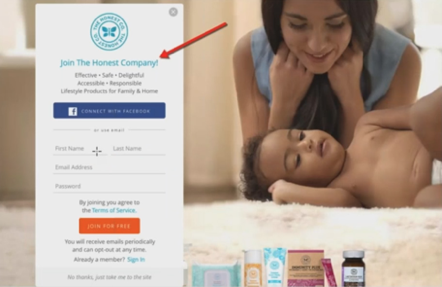 THE HONEST CO.
Join The Honest Company!
Effective • Safe • Delightful
Accessible • Responsible
Lifestyle Products for Family & Home
CONNECT WITH FACEBOOK
or use email
First Name
Last Name
Email Address
Password
By joining you agree to
the Terms of Service.
JOIN FOR FREE
You will receive emails periodically
and can opt-out at any time.
Already a member? Sign In
No thanks, just take me to the site